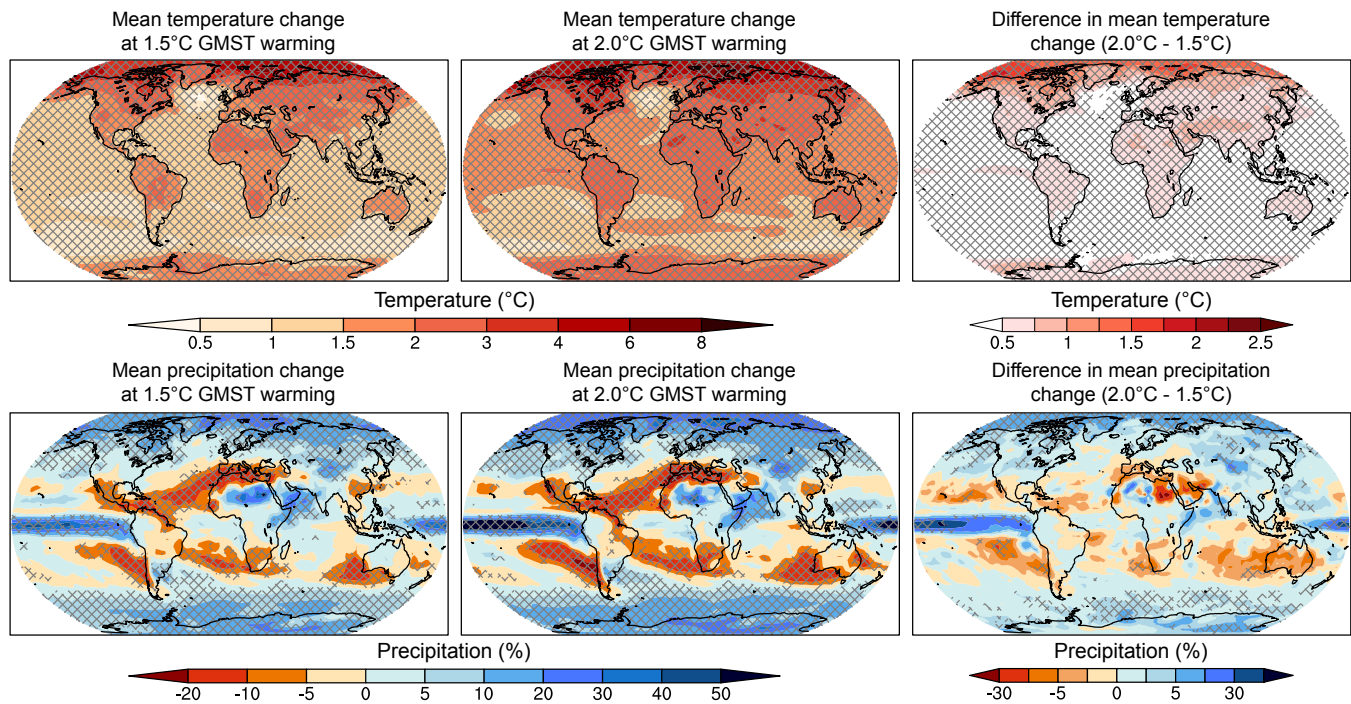 Mean temperature change
at 1.5°C GMST warming
Mean temperature change
at 2.0°C GMST warming
Difference in mean temperature
change (2.0°C - 1.5°C)
Temperature (°C)
0.5 1 1.5 2 3 4 6 8
Temperature (°C)
0.5 1 1.5 2 2.5
Mean precipitation change
at 1.5°C GMST warming
Mean precipitation change
at 2.0°C GMST warming
Difference in mean precipitation
change (2.0°C - 1.5°C)
Precipitation (%)
-20 -10 -5 0 5 10 20 30 40 50
Precipitation (%)
-30 -5 0 5 30